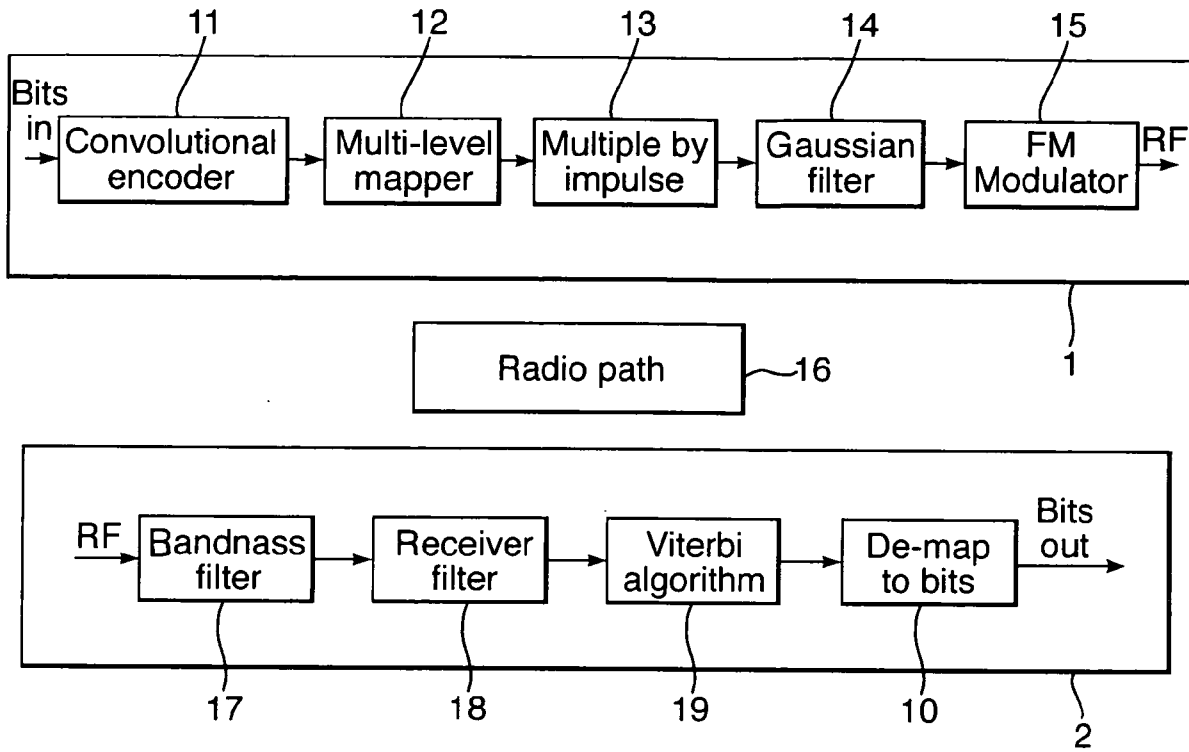 11
12
13
14
15
Bits
in
Convolutional
encoder
Multi-level
mapper
Multiple by
impulse
Gaussian
filter
FM
Modulator
RF
1
Radio path
16
RF
Bandnass
filter
Receiver
filter
Viterbi
algorithm
De-map
to bits
Bits
out
17
18
19
10
2